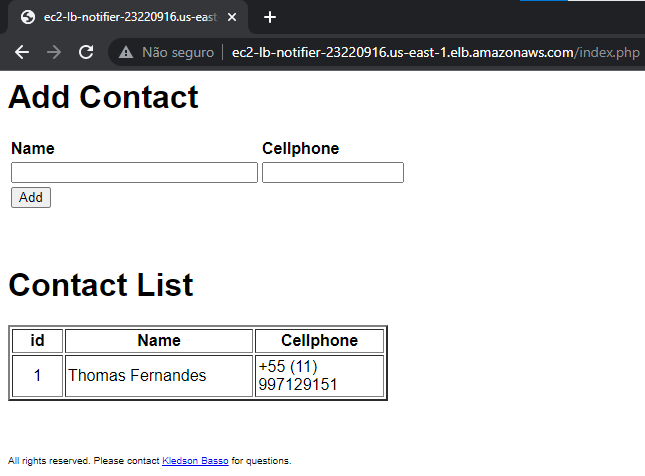 ec2-lb-notifier-23220916.us-east
Não seguro
ec2-lb-notifier-23220916.us-east-1.elb.amazonaws.com/index.php
Add Contact
Name Cellphone
Add
Contact List
id Name Cellphone
1 Thomas Fernandes +55 (11)
997129151
All rights reserved. Please contact Kledson Basso for questions.